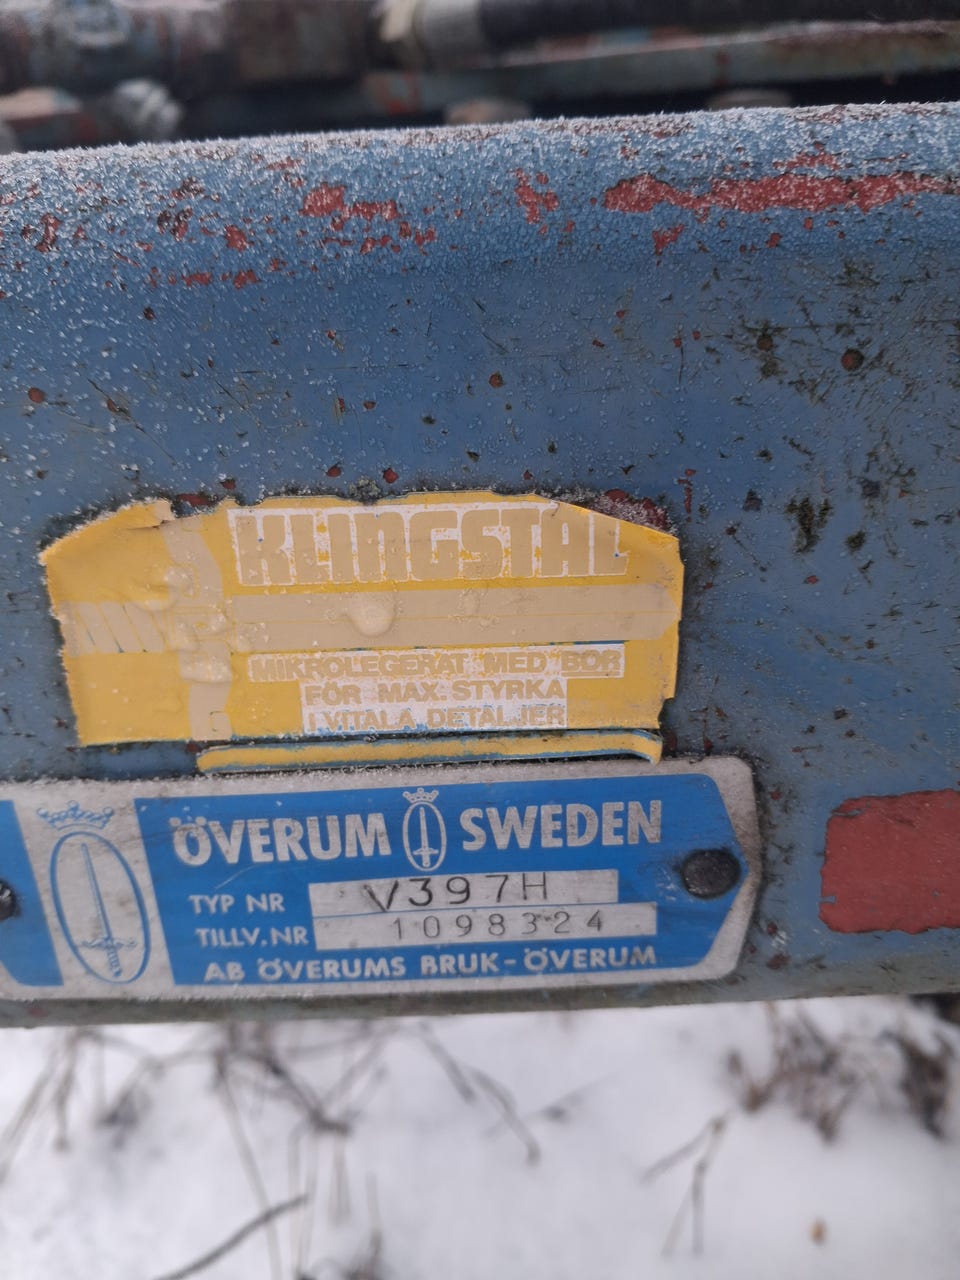 KLINGSTÅL
MIKROLEGERAT MED BOR
FÖR MAX. STYRKA
I VITALA DETALJER
ÖVERUM SWEDEN
TYP NR V397H
TILLV.NR 1098324
AB ÖVERUMS BRUK-ÖVERUM